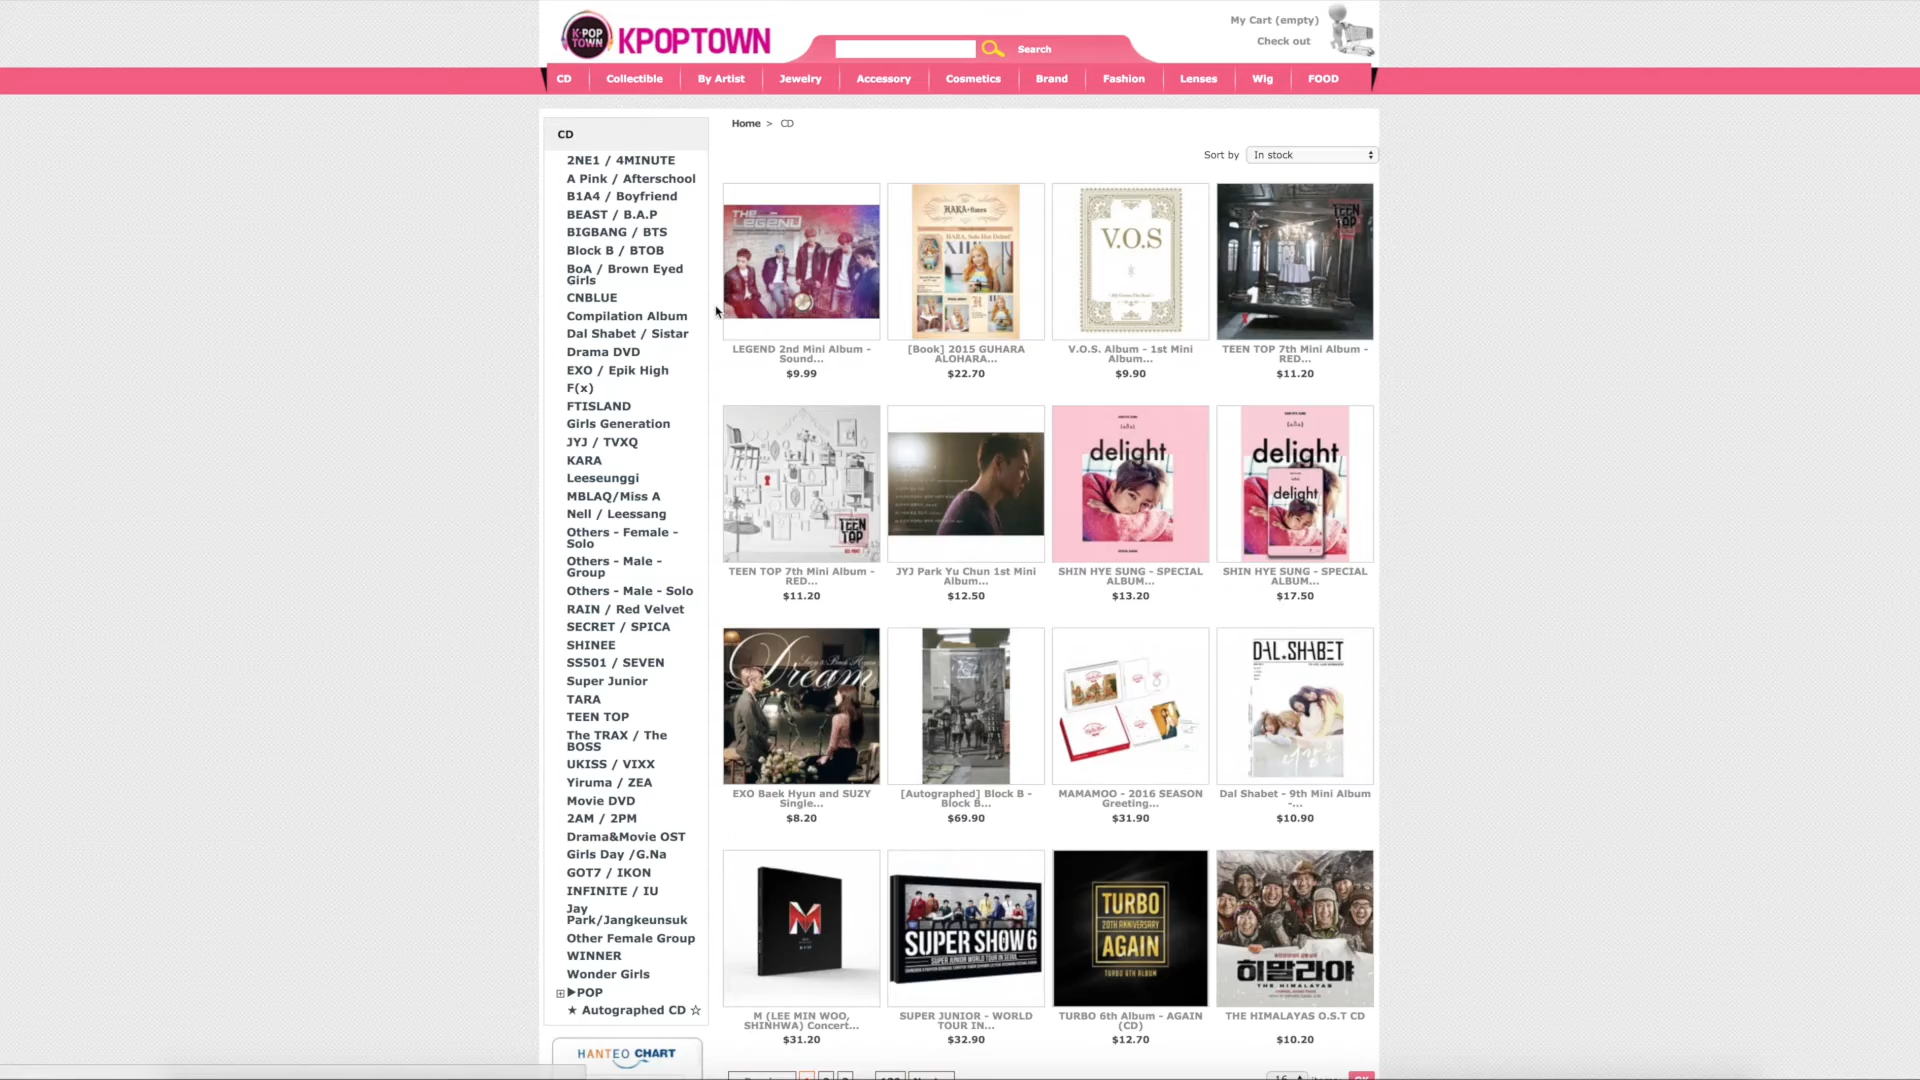 K·POP
TOWN
KPOPTOWN
My Cart (empty)
Check out
Search
CD
Collectible
By Artist
Jewelry
Accessory
Cosmetics
Brand
Fashion
Lenses
Wig
FOOD
CD
2NE1 / 4MINUTE
A Pink / Afterschool
B1A4 / Boyfriend
BEAST / B.A.P
BIGBANG / BTS
Block B / BTOB
BoA / Brown Eyed
Girls
CNBLUE
Compilation Album
Dal Shabet / Sistar
Drama DVD
EXO / Epik High
F(x)
FTISLAND
Girls Generation
JYJ / TVXQ
KARA
Leeseunggi
MBLAQ/Miss A
Nell / Leessang
Others - Female -
Solo
Others - Male -
Group
Others - Male - Solo
RAIN / Red Velvet
SECRET / SPICA
SHINEE
SS501 / SEVEN
Super Junior
TARA
TEEN TOP
The TRAX / The
BOSS
UKISS / VIXX
Yiruma / ZEA
Movie DVD
2AM / 2PM
Drama&Movie OST
Girls Day /G.Na
GOT7 / IKON
INFINITE / IU
Jay
Park/Jangkeunsuk
Other Female Group
WINNER
Wonder Girls
▶POP
★ Autographed CD ☆
HANTEO CHART
Home > CD
Sort by
In stock
THE LEGEND
LEGEND 2nd Mini Album -
Sound...
$9.99
[Book] 2015 GUHARA
ALOHARA...
$22.70
V.O.S
V.O.S. Album - 1st Mini
Album...
$9.90
TEEN TOP
TEEN TOP 7th Mini Album -
RED...
$11.20
TEEN TOP
TEEN TOP 7th Mini Album -
RED...
$11.20
JYJ Park Yu Chun 1st Mini
Album...
$12.50
delight
SHIN HYE SUNG - SPECIAL
ALBUM...
$13.20
delight
delight
SHIN HYE SUNG - SPECIAL
ALBUM...
$17.50
Dream
EXO Baek Hyun and SUZY
Single...
$8.20
[Autographed] Block B -
Block B...
$69.90
MAMAMOO - 2016 SEASON
Greeting...
$31.90
DAL.SHABET
Dal Shabet - 9th Mini Album
-...
$10.90
M
M (LEE MIN WOO,
SHINHWA) Concert...
$31.20
SUPER SHOW 6
SUPER JUNIOR WORLD TOUR IN SEOUL
SUPER JUNIOR - WORLD
TOUR IN...
$32.90
TURBO
20TH ANNIVERSARY
AGAIN
TURBO 6TH ALBUM
TURBO 6th Album - AGAIN
(CD)
$12.70
히말라야
THE HIMALAYAS
THE HIMALAYAS O.S.T CD
$10.20